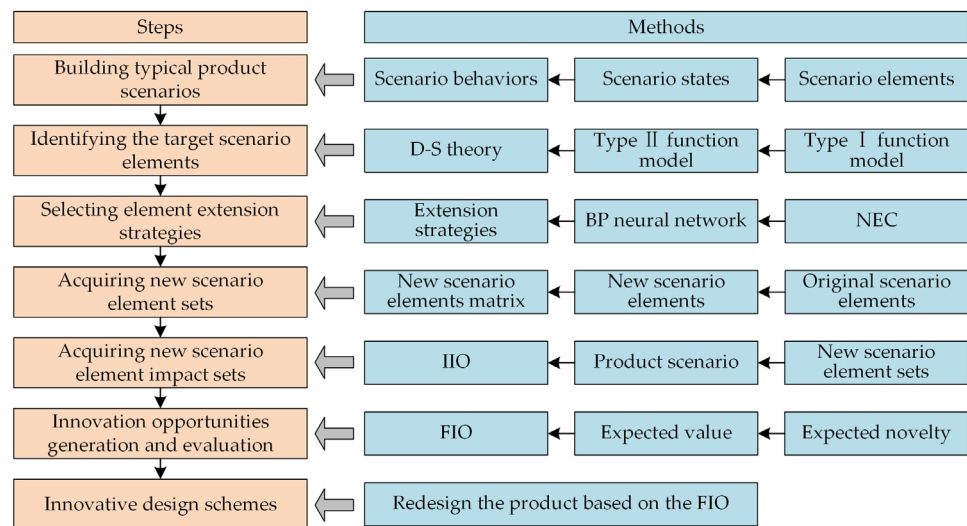 Steps
Methods
Building typical product
scenarios
Scenario behaviors
Scenario states
Scenario elements
Identifying the target scenario
elements
D-S theory
Type II function
model
Type I function
model
Selecting element extension
strategies
Extension
strategies
BP neural network
NEC
Acquiring new scenario
element sets
New scenario
elements matrix
New scenario
elements
Original scenario
elements
Acquiring new scenario
element impact sets
IIO
Product scenario
New scenario
element sets
Innovation opportunities
generation and evaluation
FIO
Expected value
Expected novelty
Innovative design schemes
Redesign the product based on the FIO